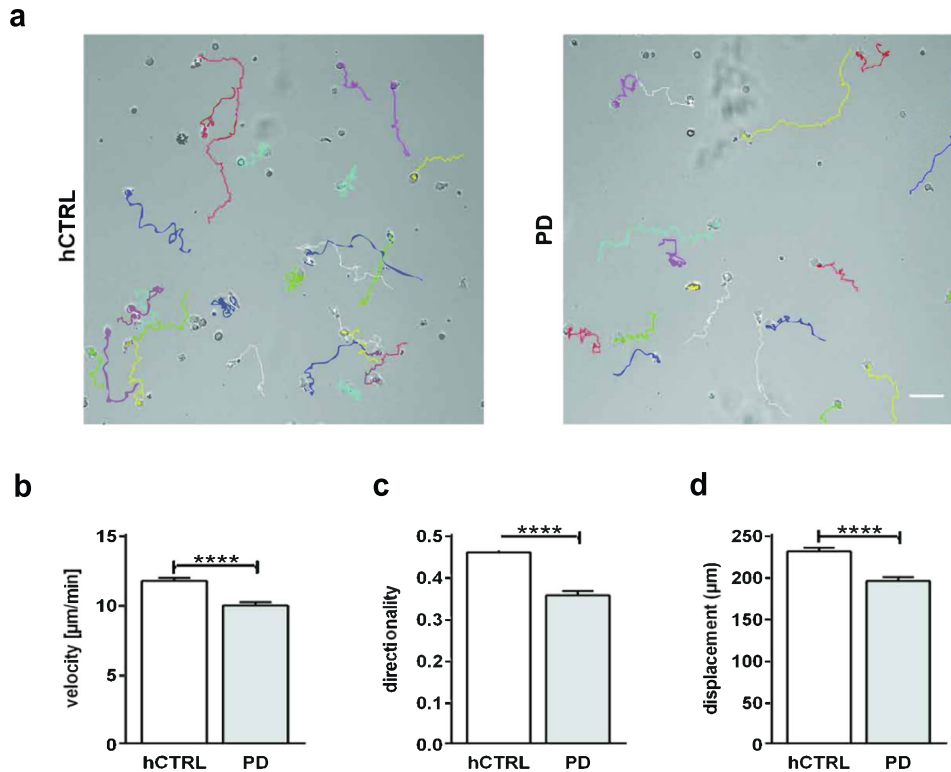 a
hCTRL
PD
b
velocity [µm/min]
15
10
5
0
****
hCTRL PD
c
directionality
0.5
0.4
0.3
0.2
0.1
0.0
****
hCTRL PD
d
displacement (µm)
250
200
150
100
50
0
****
hCTRL PD